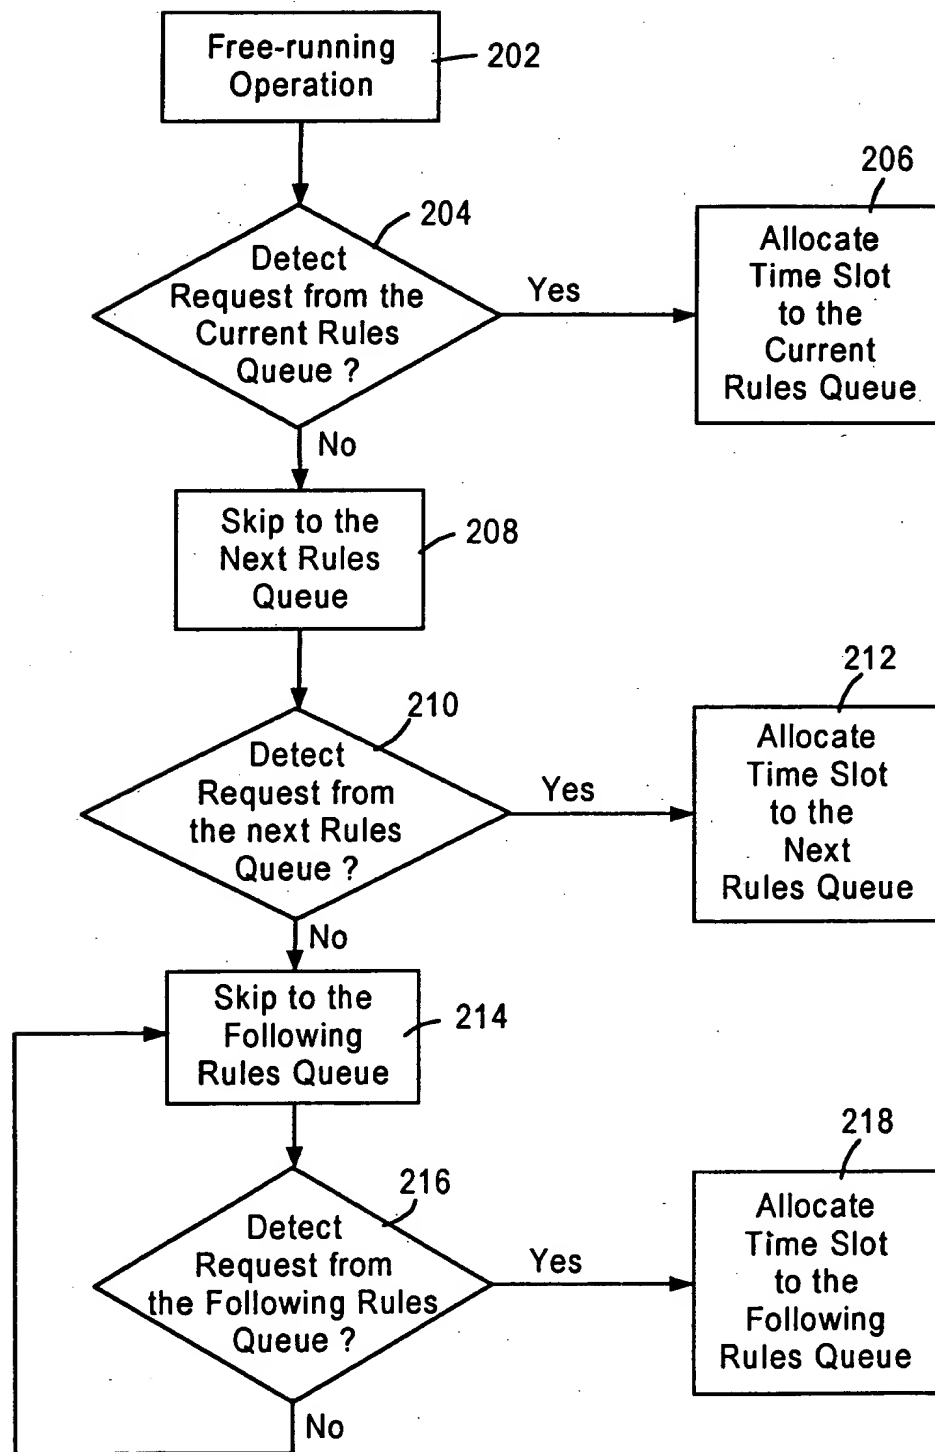 Free-running
Operation
202
204
Detect
Request from the
Current Rules
Queue ?
Yes
206
Allocate
Time Slot
to the
Current
Rules Queue
No
Skip to the
Next Rules
Queue
208
210
Detect
Request from
the next Rules
Queue ?
Yes
212
Allocate
Time Slot
to the
Next
Rules Queue
No
Skip to the
Following
Rules Queue
214
216
Detect
Request from
the Following Rules
Queue ?
Yes
218
Allocate
Time Slot
to the
Following
Rules Queue
No